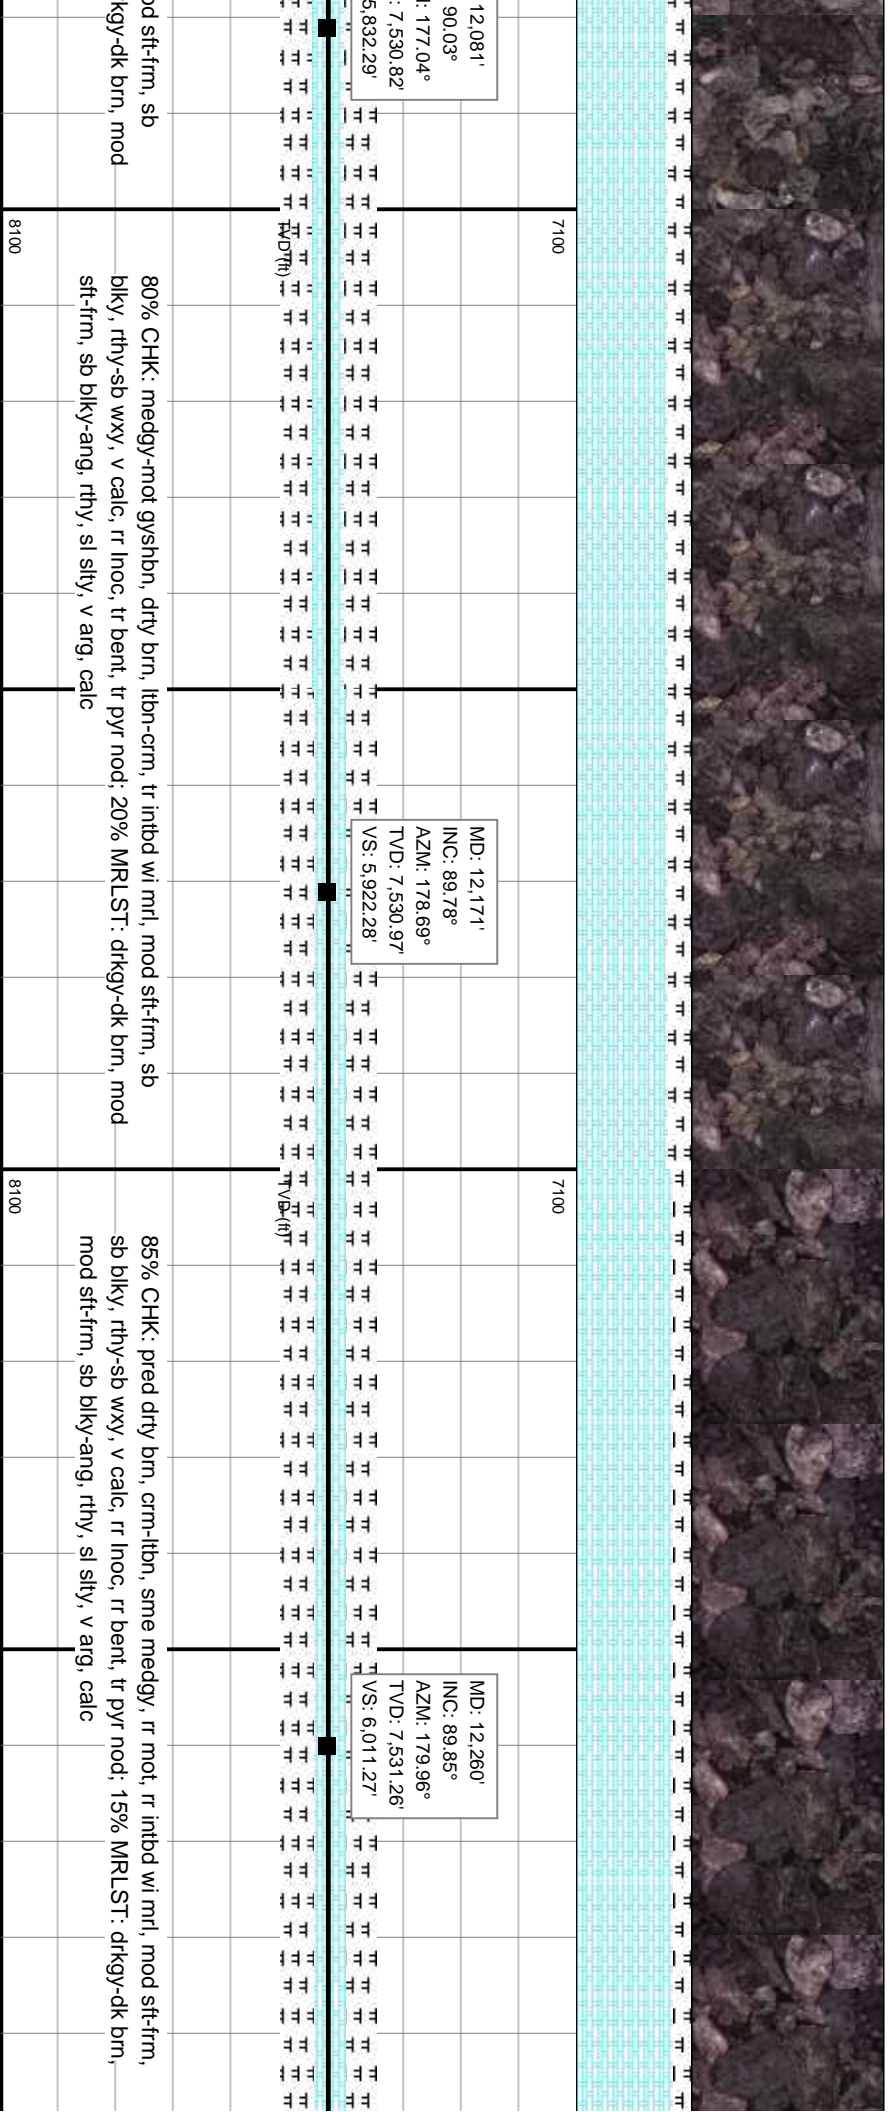 12,081'
90.03°
: 177.04°
: 7,530.82'
5,832.29'
od sft-frm, sb
kgy-dk brn, mod
7100
TVD (ft)
8100
80% CHK: medgy-mot gyshbn, drty brn, ltbn-crm, tr intbd wi mrl, mod sft-frm, sb
blky, rthy-sb wxy, v calc, rr Inoc, tr bent, tr pyr nod; 20% MRLST: drkgy-dk brn, mod
sft-frm, sb blky-ang, rthy, sl slty, v arg, calc
MD: 12,171'
INC: 89.78°
AZM: 178.69°
TVD: 7,530.97'
VS: 5,922.28'
7100
TVD (ft)
8100
85% CHK: pred drty brn, crm-ltbn, sme medgy, rr mot, rr intbd wi mrl, mod sft-frm,
sb blky, rthy-sb wxy, v calc, rr Inoc, rr bent, tr pyr nod; 15% MRLST: drkgy-dk brn,
mod sft-frm, sb blky-ang, rthy, sl slty, v arg, calc
MD: 12,260'
INC: 89.85°
AZM: 179.96°
TVD: 7,531.26'
VS: 6,011.27'